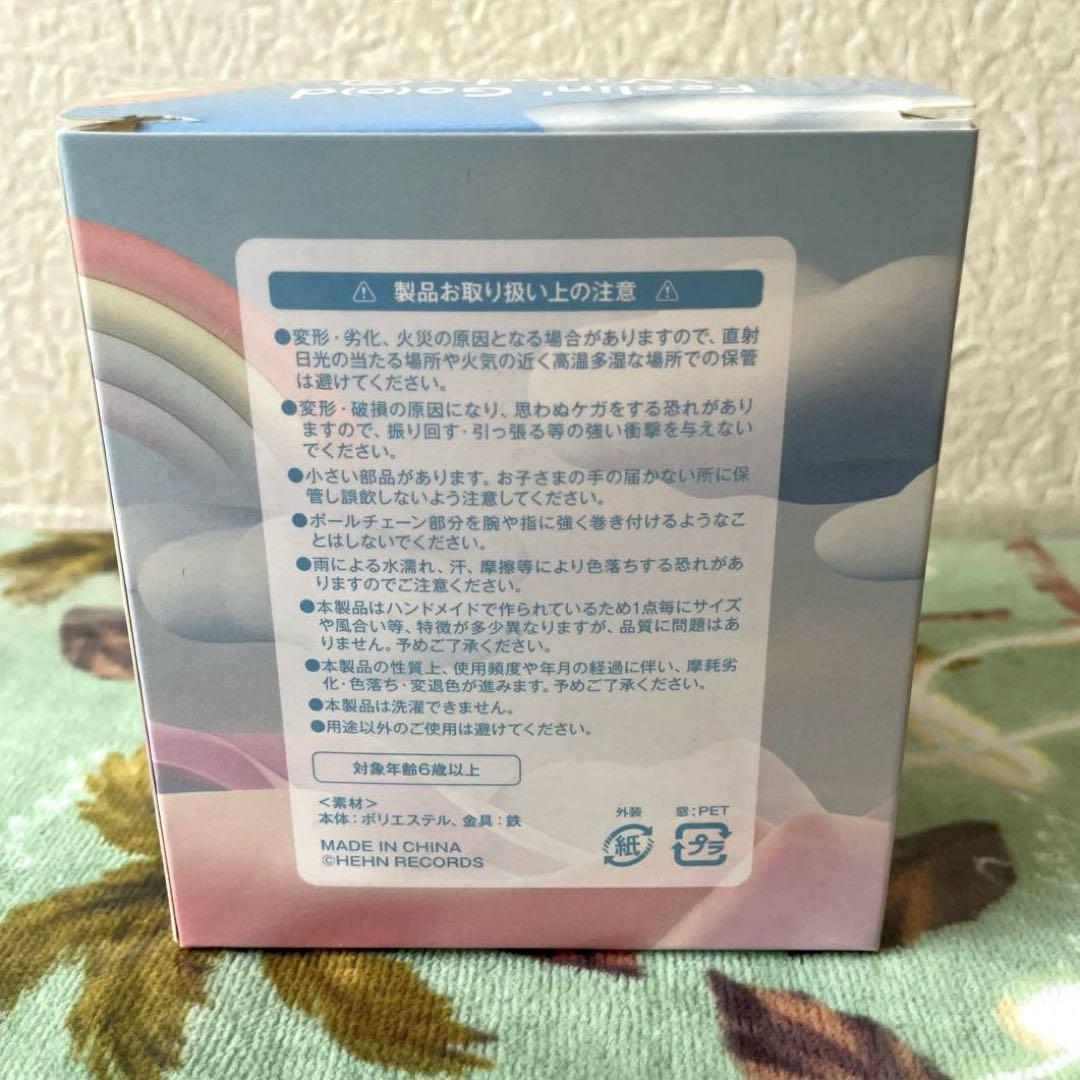 Feelin' Go(o)d
⚠ 製品お取り扱い上の注意 ⚠
●変形・劣化、火災の原因となる場合がありますので、直射
日光の当たる場所や火気の近く高温多湿な場所での保管
は避けてください。
●変形・破損の原因になり、思わぬケガをする恐れがあり
ますので、振り回す・引っ張る等の強い衝撃を与えない
でください。
●小さい部品があります。お子さまの手の届かない所に保
管し誤飲しないよう注意してください。
●ボールチェーン部分を腕や指に強く巻き付けるようなこ
とはしないでください。
●雨による水濡れ、汗、摩擦等により色落ちする恐れがあ
りますのでご注意ください。
●本製品はハンドメイドで作られているため1点毎にサイズ
や風合い等、特徴が多少異なりますが、品質に問題はあ
りません。予めご了承ください。
●本製品の性質上、使用頻度や年月の経過に伴い、摩耗劣
化・色落ち・変退色が進みます。予めご了承ください。
●本製品は洗濯できません。
●用途以外のご使用は避けてください。
対象年齢6歳以上
＜素材＞
本体：ポリエステル、金具：鉄
MADE IN CHINA
©HEHN RECORDS
外装 窓：PET
紙 プラ